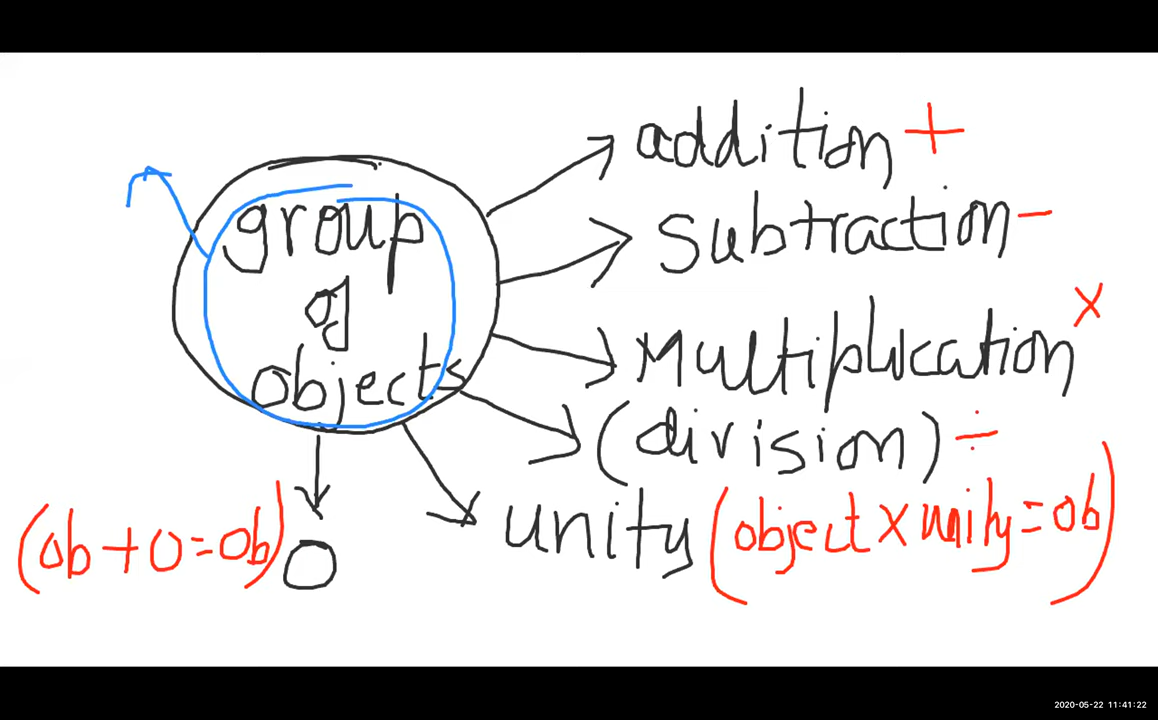 addition +
group
subtraction -
of
objects
Multiplication x
(division) ÷
unity (object x unity = ob)
(ob + 0 = ob) 0
2020-05-22 11:41:22